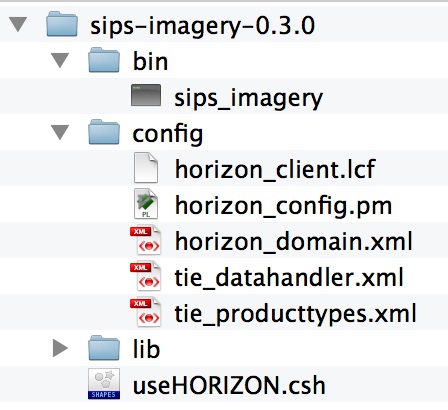 sips-imagery-0.3.0
bin
sips_imagery
config
horizon_client.lcf
PL horizon_config.pm
XML horizon_domain.xml
XML tie_datahandler.xml
XML tie_producttypes.xml
lib
SHAPES useHORIZON.csh